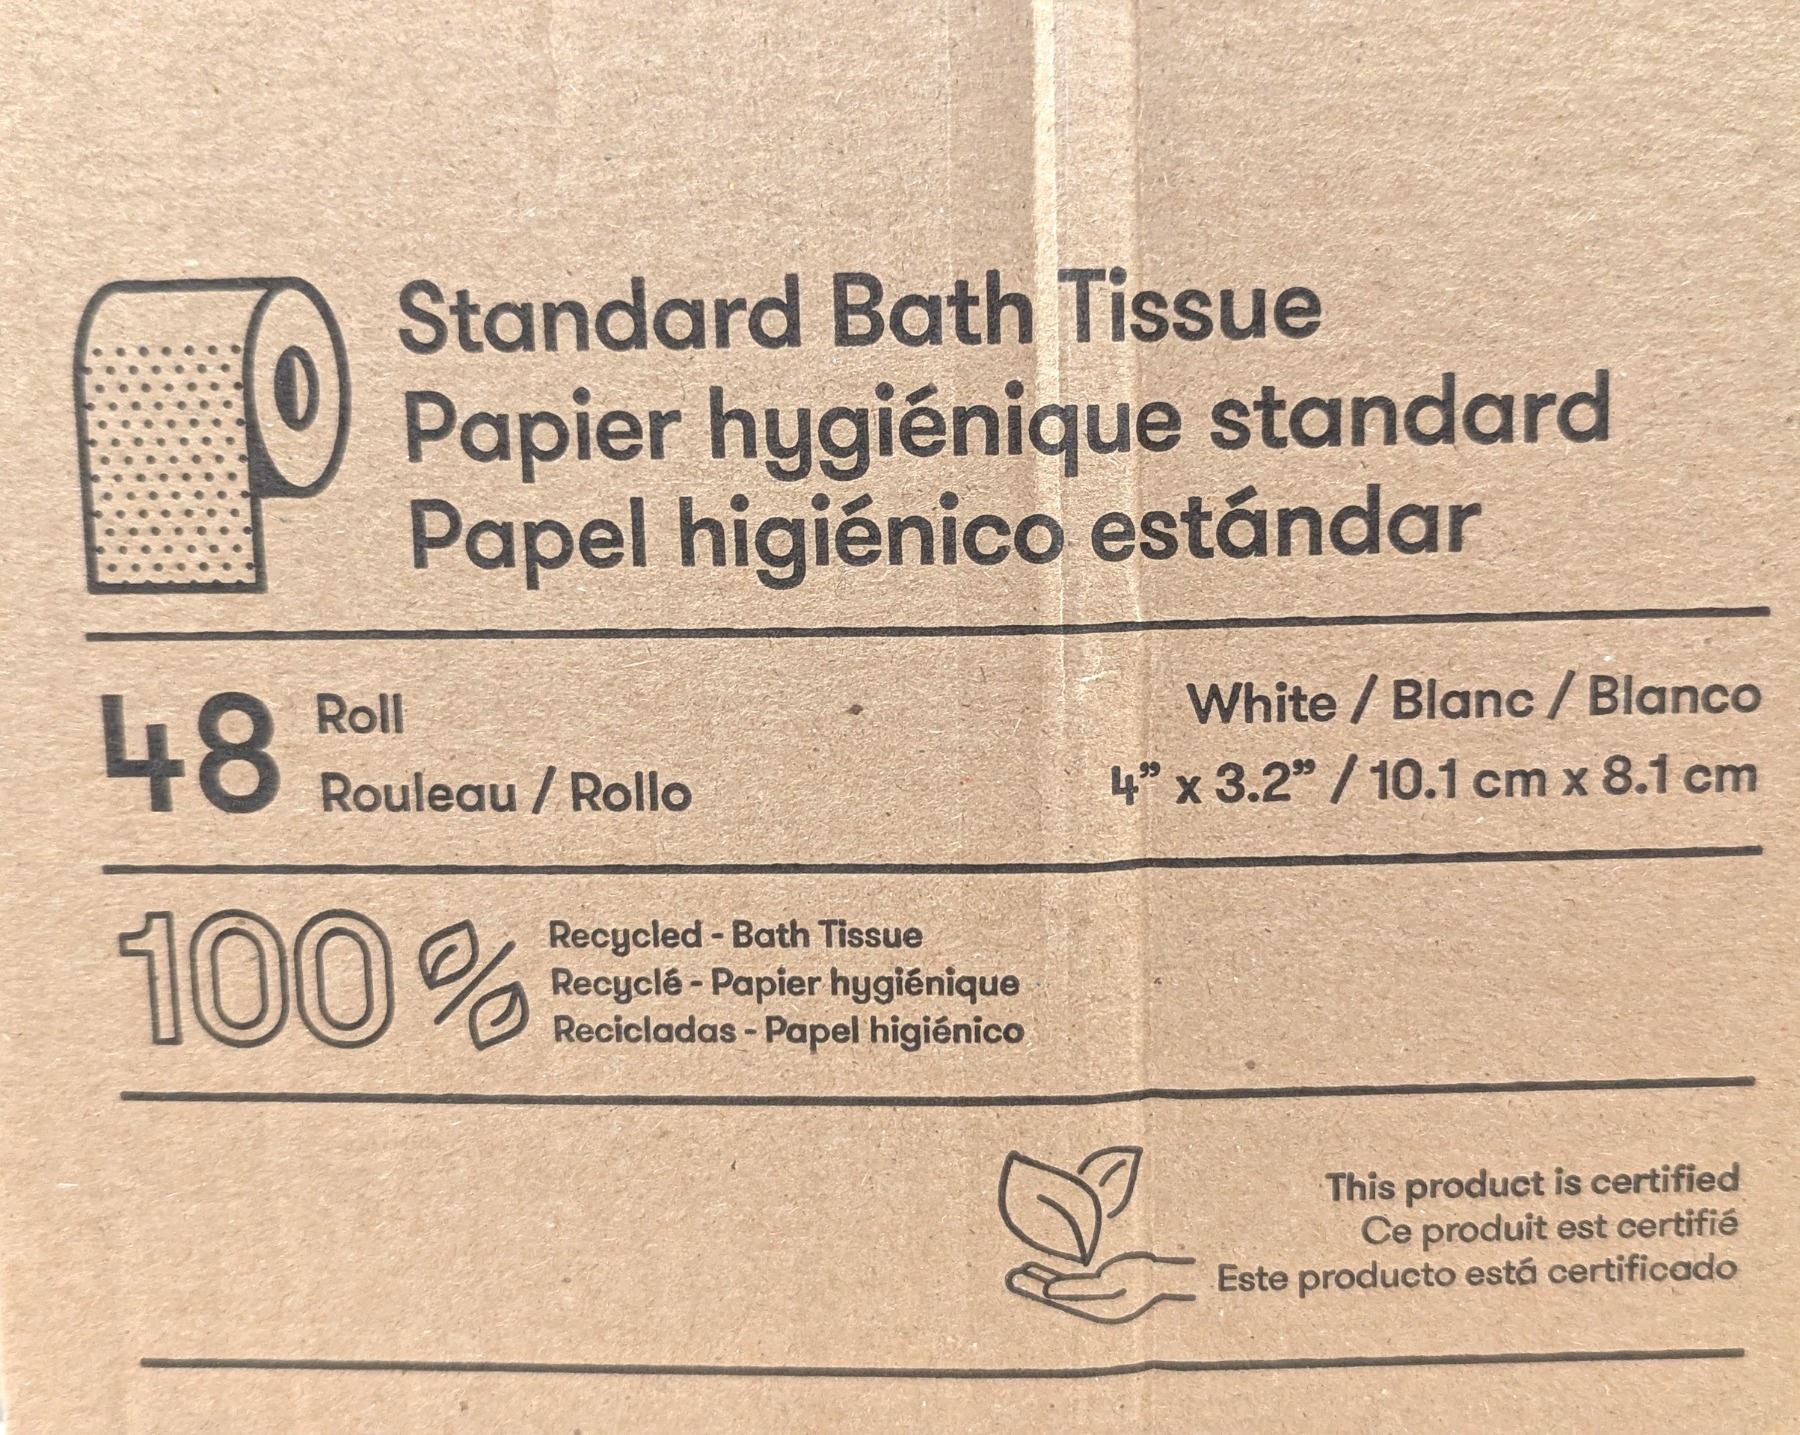 Standard Bath Tissue
Papier hygiénique standard
Papel higiénico estándar
48 Roll
Rouleau / Rollo
White / Blanc / Blanco
4” x 3.2” / 10.1 cm x 8.1 cm
100%
Recycled - Bath Tissue
Recyclé - Papier hygiénique
Recicladas - Papel higiénico
This product is certified
Ce produit est certifié
Este producto está certificado